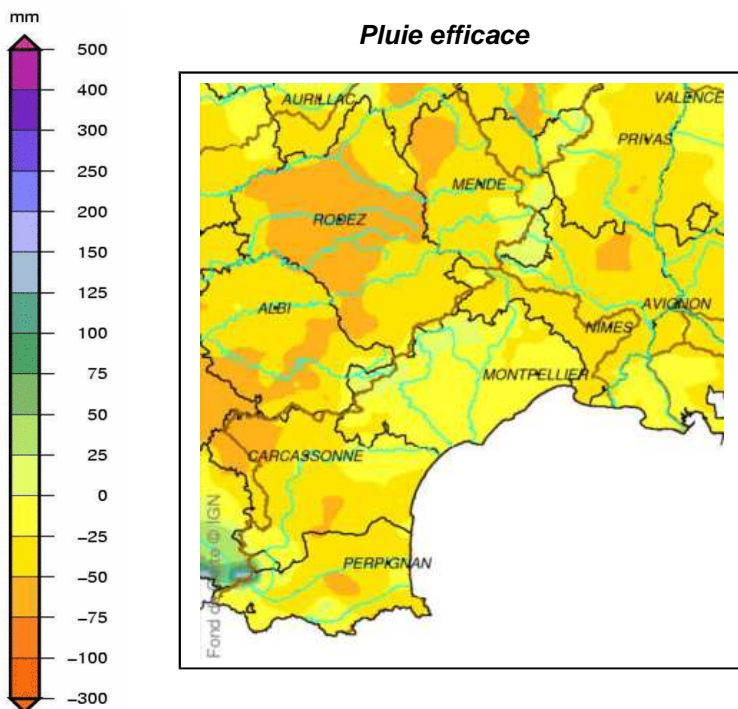 mm
Pluie efficace
500
400
300
250
200
150
125
100
75
50
25
0
−25
−50
−75
−100
−300
AURILLAC
VALENCE
PRIVAS
MENDE
RODEZ
ALBI
AVIGNON
NIMES
MONTPELLIER
CARCASSONNE
PERPIGNAN
Fond de carte © IGN